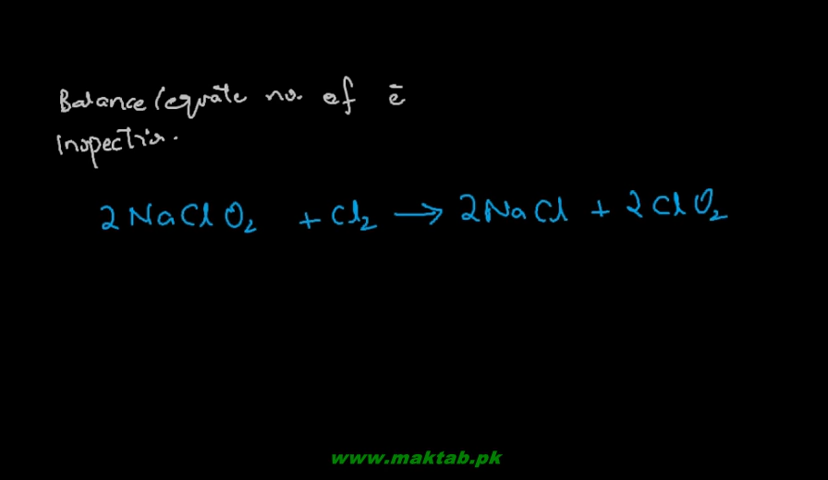 Balance/equate no. of ē
Inspection.
2NaClO₂ + Cl₂ → 2NaCl + 2ClO₂
www.maktab.pk